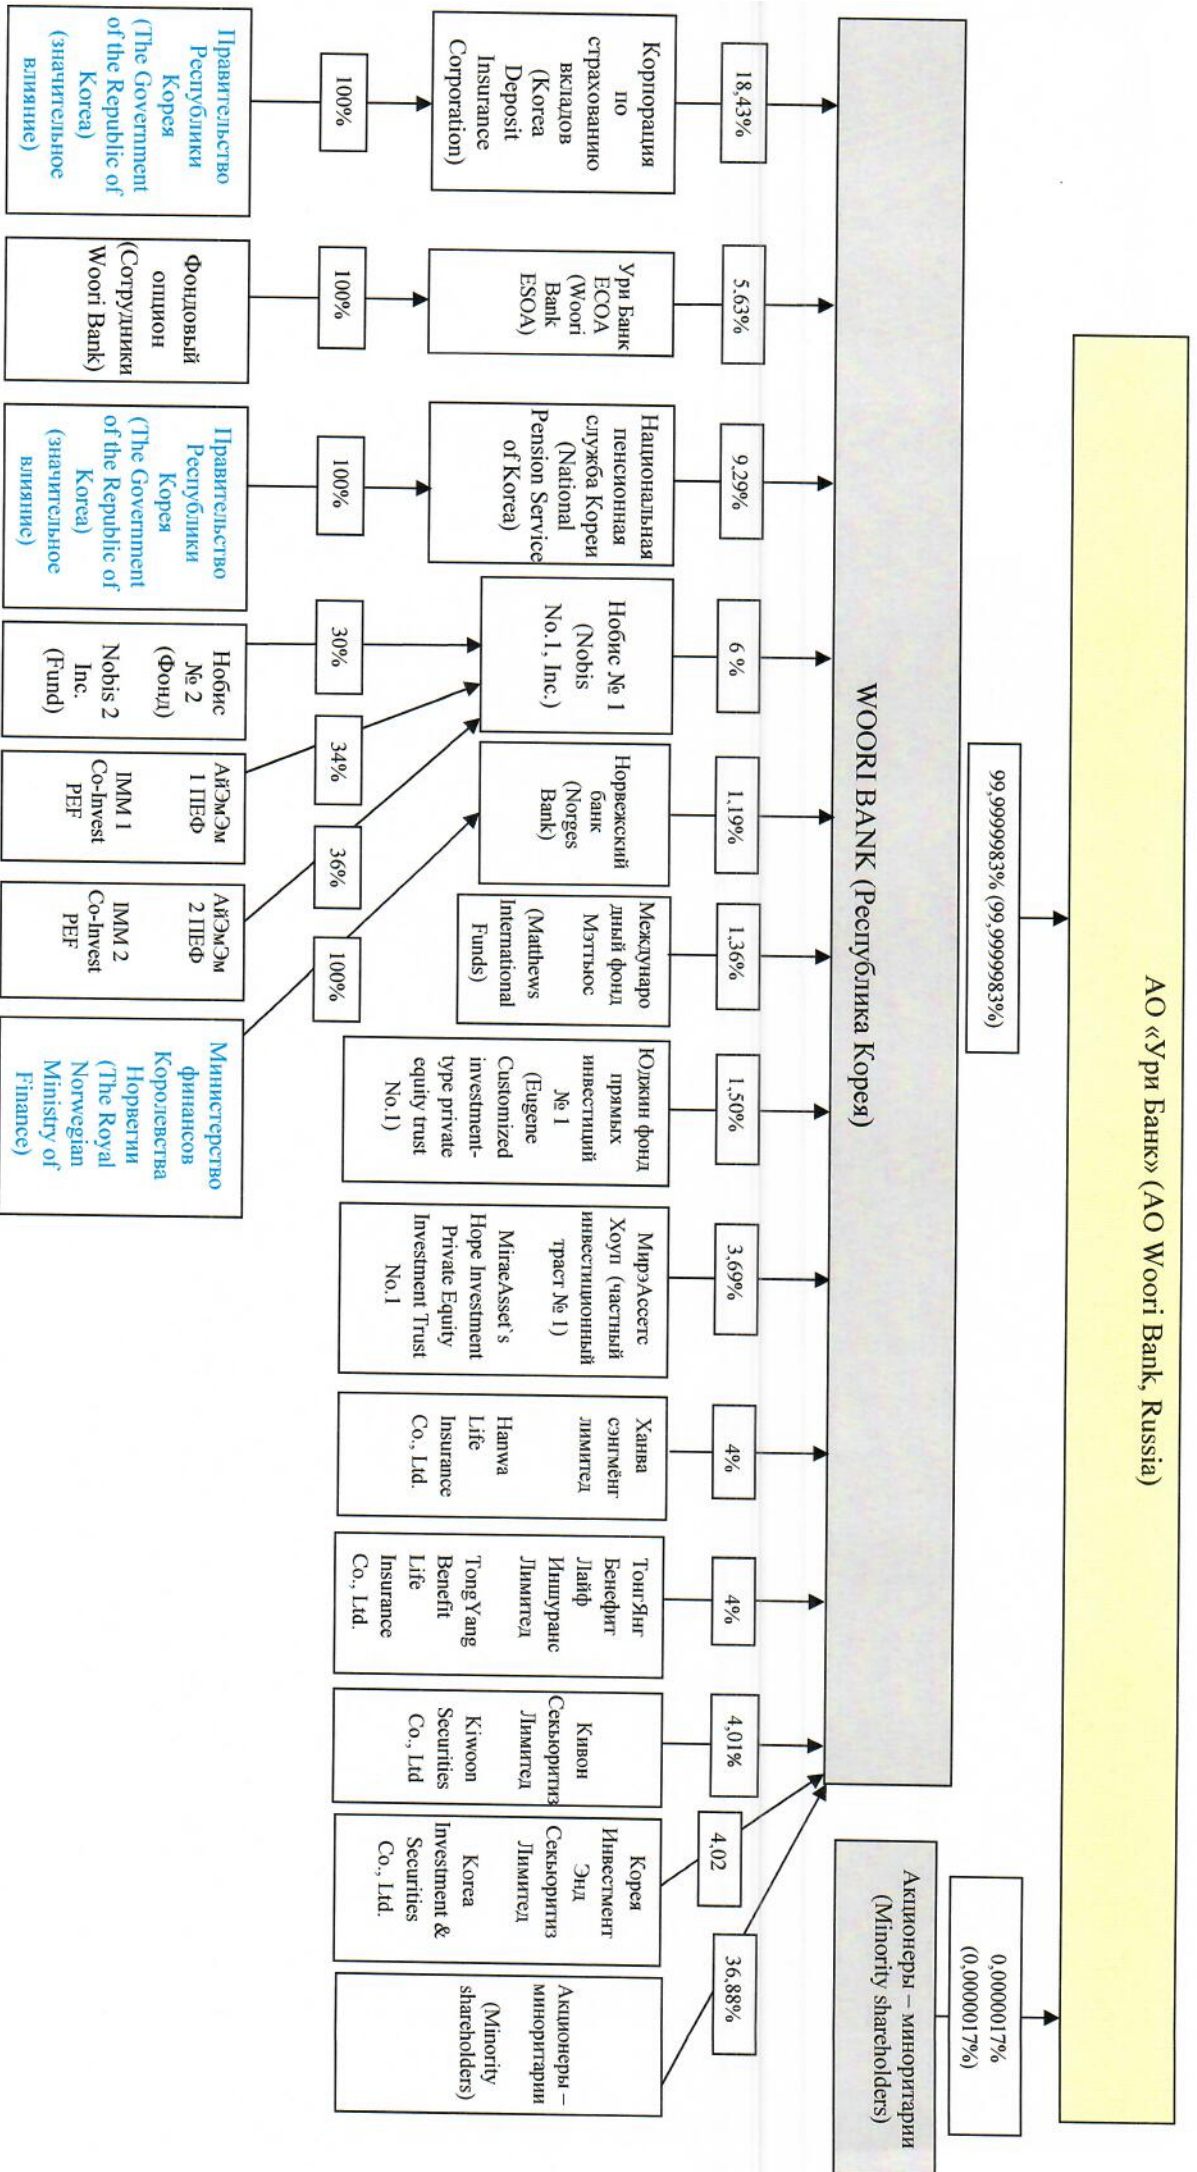 АО «Ури Банк» (AO Woori Bank, Russia)
99,9999983% (99,9999983%)
0,0000017%
(0,0000017%)
WOORI BANK (Республика Корея)
Акционеры – миноритарии
(Minority shareholders)
18,43%
5.63%
9.29%
6 %
1,19%
1,36%
1,50%
3,69%
4%
4%
4,01%
4,02
36,88%
Корпорация
по
страхованию
вкладов
(Korea
Deposit
Insurance
Corporation)
Ури Банк
ЕСОА
(Woori
Bank
ESOA)
Национальная
пенсионная
служба Кореи
(National
Pension Service
of Korea)
Нобис № 1
(Nobis
No.1, Inc.)
Норвежский
банк
(Norges
Bank)
Междунаро
дный фонд
Мэттьюс
(Matthews
International
Funds)
Юджин фонд
прямых
инвестиций
№ 1
(Eugene
Customized
investment-
type private
equity trust
No.1)
МирэАссетс
Хоуп (частный
инвестиционный
траст № 1)
MiraeAsset`s
Hope Investment
Private Equity
Investment Trust
No.1
Ханва
сэнгмёнг
лимитед
Hanwa
Life
Insurance
Co., Ltd.
ТонгЯнг
Бенефит
Лайф
Иншуранс
Лимитед
TongYang
Benefit
Life
Insurance
Co., Ltd.
Кивон
Секьюритиз
Лимитед
Kiwoon
Securities
Co., Ltd
Корея
Инвестмент
Энд
Секьюритиз
Лимитед
Korea
Investment &
Securities
Co., Ltd.
Акционеры –
миноритарии
(Minority
shareholders)
100%
100%
100%
30%
34%
36%
100%
Правительство
Республики
Корея
(The Government
of the Republic of
Korea)
(значительное
влияние)
Фондовый
опцион
(Сотрудники
Woori Bank)
Правительство
Республики
Корея
(The Government
of the Republic of
Korea)
(значительное
влияние)
Нобис
№ 2
(Фонд)
Nobis 2
Inc.
(Fund)
АйЭмЭм
1 ПЕФ
IMM 1
Co-Invest
PEF
АйЭмЭм
2 ПЕФ
IMM 2
Co-Invest
PEF
Министерство
финансов
Королевства
Норвегии
(The Royal
Norwegian
Ministry of
Finance)